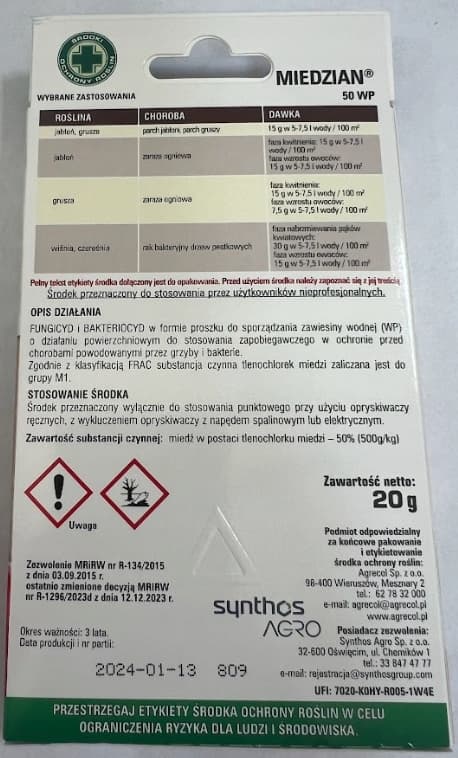 ŚRODKI
OCHRONY ROŚLIN
MIEDZIAN®
50 WP
WYBRANE ZASTOSOWANIA
ROŚLINA CHOROBA DAWKA
jabłoń, grusza parch jabłoni, parch gruszy 15 g w 5-7,5 l wody / 100 m²
jabłoń zaraza ogniowa faza kwitnienia: 15 g w 5-7,5 l
wody / 100 m²
faza wzrostu owoców:
15 g w 5-7,5 l wody / 100 m²
grusza zaraza ogniowa faza kwitnienia:
15 g w 5-7,5 l wody / 100 m²
faza wzrostu owoców:
7,5 g w 5-7,5 l wody / 100 m²
wiśnia, czereśnia rak bakteryjny drzew pestkowych faza nabrzmiewania pąków
kwiatowych:
30 g w 5-7,5 l wody / 100 m²
faza wzrostu owoców:
15 g w 5-7,5 l wody / 100 m²
Pełny tekst etykiety środka dołączony jest do opakowania. Przed użyciem środka należy zapoznać się z jej treścią.
Środek przeznaczony do stosowania przez użytkowników nieprofesjonalnych.
OPIS DZIAŁANIA
FUNGICYD i BAKTERIOCYD w formie proszku do sporządzania zawiesiny wodnej (WP)
o działaniu powierzchniowym do stosowania zapobiegawczego w ochronie przed
chorobami powodowanymi przez grzyby i bakterie.
Zgodnie z klasyfikacją FRAC substancja czynna tlenochlorek miedzi zaliczana jest do
grupy M1.
STOSOWANIE ŚRODKA
Środek przeznaczony wyłącznie do stosowania punktowego przy użyciu opryskiwaczy
ręcznych, z wykluczeniem opryskiwaczy z napędem spalinowym lub elektrycznym.
Zawartość substancji czynnej: miedź w postaci tlenochlorku miedzi – 50% (500g/kg)
Uwaga
Zawartość netto:
20 g
Zezwolenie MRiRW nr R-134/2015
z dnia 03.09.2015 r.
ostatnio zmienione decyzją MRiRW
nr R-1296/2023d z dnia 12.12.2023 r.
Podmiot odpowiedzialny
za końcowe pakowanie
i etykietowanie
środka ochrony roślin:
Agrecol Sp. z o.o.
98-400 Wieruszów, Mesznary 2
tel.: 62 78 32 000
e-mail: agrecol@agrecol.pl
www.agrecol.pl
synthos
AGRO
Posiadacz zezwolenia:
Synthos Agro Sp. z o.o.
32-600 Oświęcim, ul. Chemików 1
tel.: 33 847 47 77
e-mail: rejestracja@synthosgroup.com
UFI: 7020-K0HY-R005-1W4E
Okres ważności: 3 lata.
Data produkcji i nr partii:
2024-01-13 809
PRZESTRZEGAJ ETYKIETY ŚRODKA OCHRONY ROŚLIN W CELU
OGRANICZENIA RYZYKA DLA LUDZI I ŚRODOWISKA.